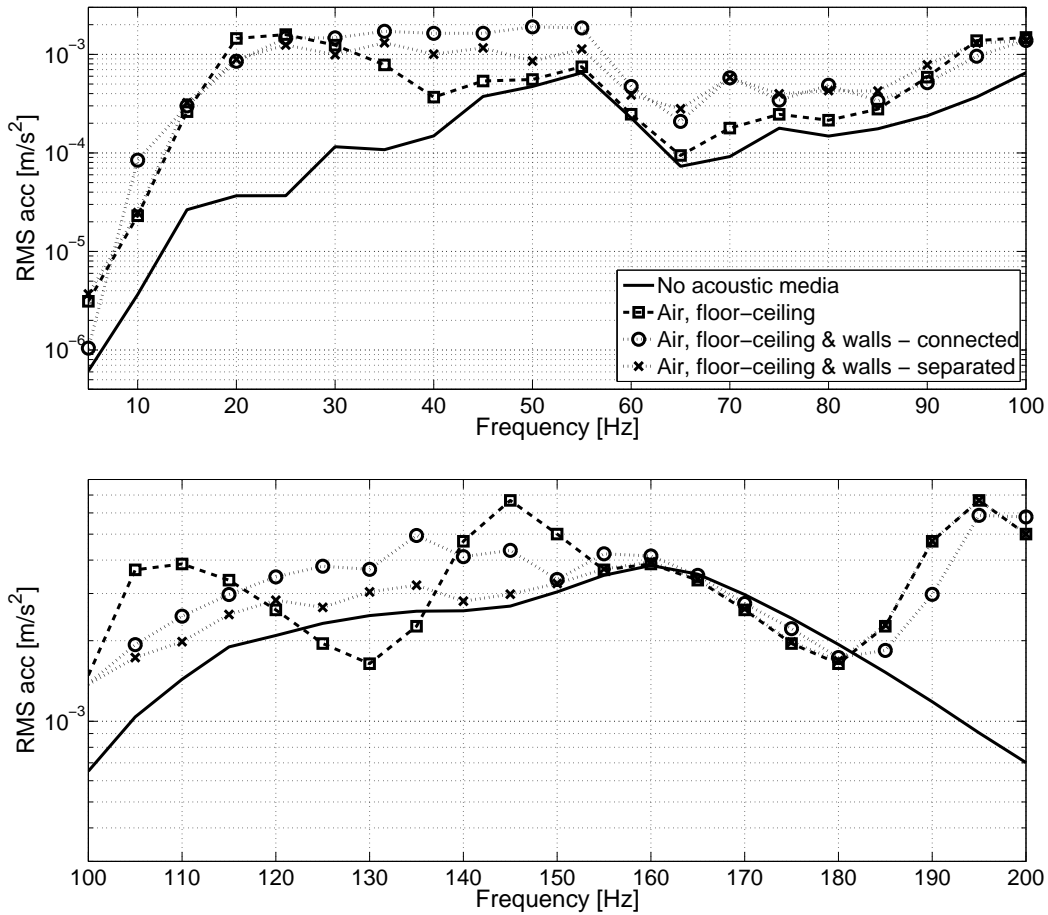 10⁻³
10⁻⁴
10⁻⁵
10⁻⁶
RMS acc [m/s²]
No acoustic media
Air, floor−ceiling
Air, floor−ceiling & walls − connected
Air, floor−ceiling & walls − separated
10 20 30 40 50 60 70 80 90 100
Frequency [Hz]
10⁻³
RMS acc [m/s²]
100 110 120 130 140 150 160 170 180 190 200
Frequency [Hz]